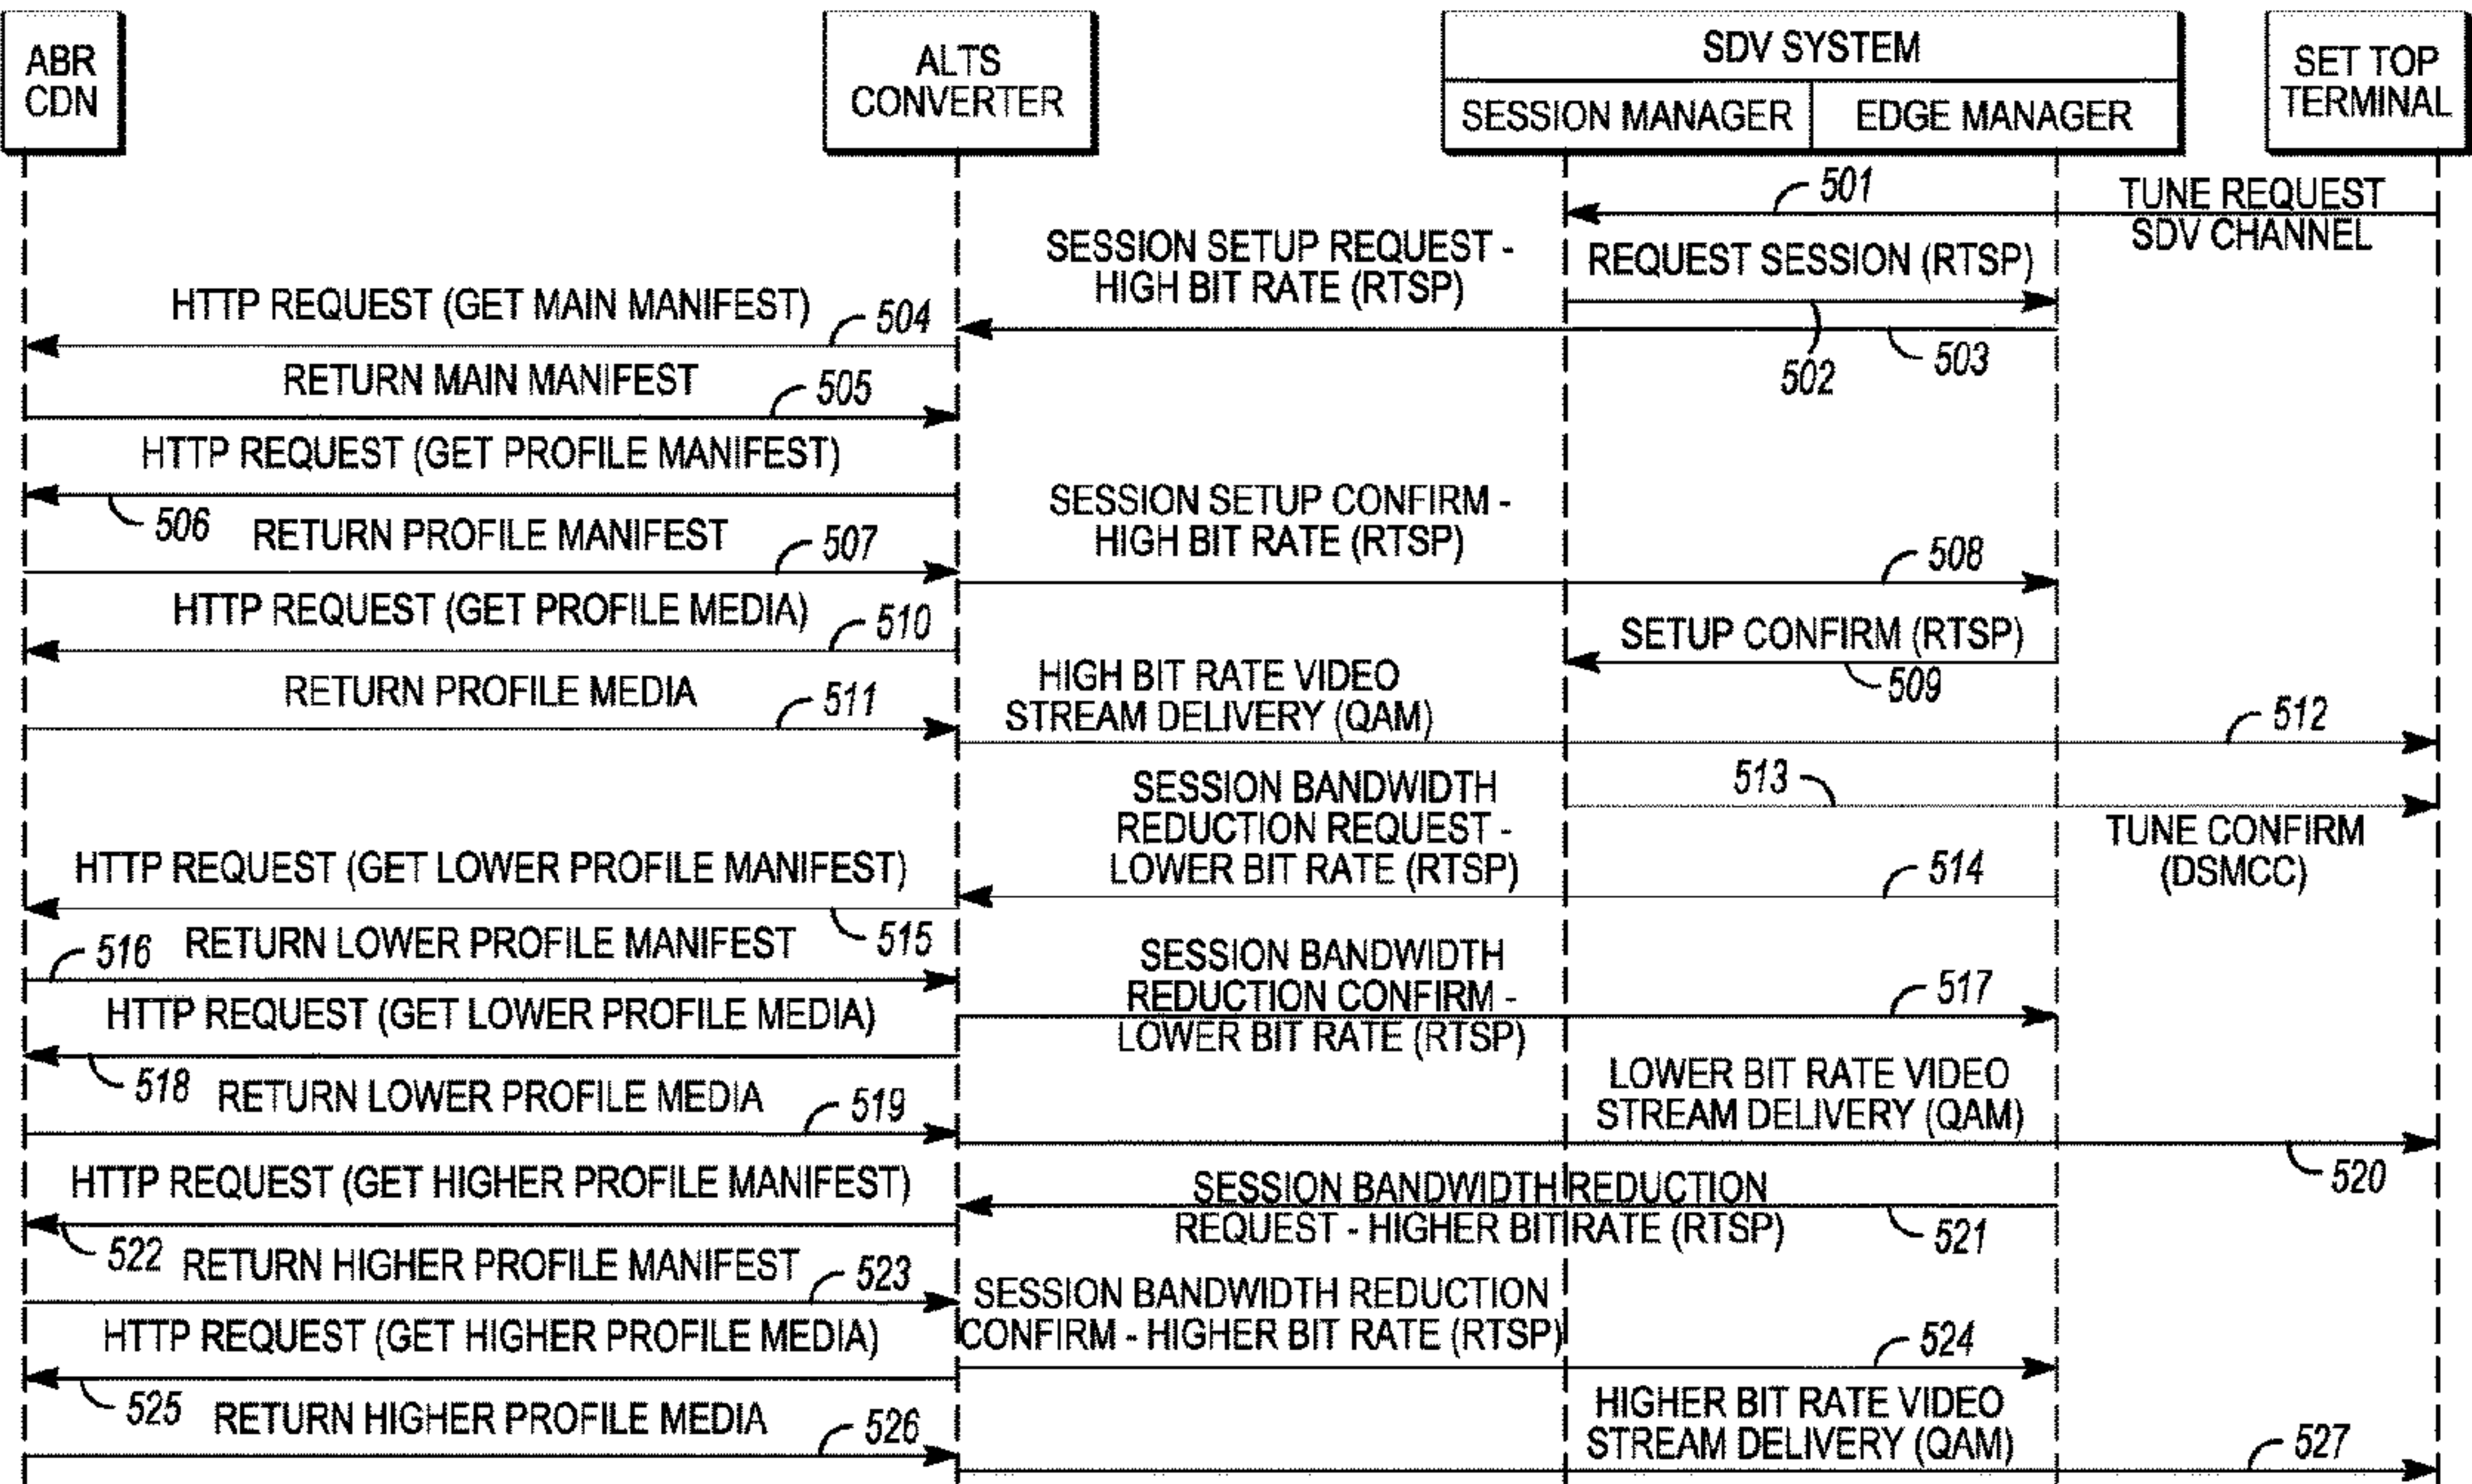 ABR
CDN
ALTS
CONVERTER
SDV SYSTEM
SESSION MANAGER
EDGE MANAGER
SET TOP
TERMINAL
501
TUNE REQUEST
SDV CHANNEL
SESSION SETUP REQUEST -
HIGH BIT RATE (RTSP)
REQUEST SESSION (RTSP)
HTTP REQUEST (GET MAIN MANIFEST)
504
502
503
RETURN MAIN MANIFEST
505
HTTP REQUEST (GET PROFILE MANIFEST)
506
SESSION SETUP CONFIRM -
HIGH BIT RATE (RTSP)
RETURN PROFILE MANIFEST
507
508
HTTP REQUEST (GET PROFILE MEDIA)
510
SETUP CONFIRM (RTSP)
509
RETURN PROFILE MEDIA
511
HIGH BIT RATE VIDEO
STREAM DELIVERY (QAM)
512
513
TUNE CONFIRM
(DSMCC)
SESSION BANDWIDTH
REDUCTION REQUEST -
LOWER BIT RATE (RTSP)
514
HTTP REQUEST (GET LOWER PROFILE MANIFEST)
515
516
RETURN LOWER PROFILE MANIFEST
SESSION BANDWIDTH
REDUCTION CONFIRM -
LOWER BIT RATE (RTSP)
517
HTTP REQUEST (GET LOWER PROFILE MEDIA)
518
RETURN LOWER PROFILE MEDIA
519
LOWER BIT RATE VIDEO
STREAM DELIVERY (QAM)
520
HTTP REQUEST (GET HIGHER PROFILE MANIFEST)
522
SESSION BANDWIDTH REDUCTION
REQUEST - HIGHER BIT RATE (RTSP)
521
RETURN HIGHER PROFILE MANIFEST
523
SESSION BANDWIDTH REDUCTION
CONFIRM - HIGHER BIT RATE (RTSP)
524
HTTP REQUEST (GET HIGHER PROFILE MEDIA)
525
RETURN HIGHER PROFILE MEDIA
526
HIGHER BIT RATE VIDEO
STREAM DELIVERY (QAM)
527